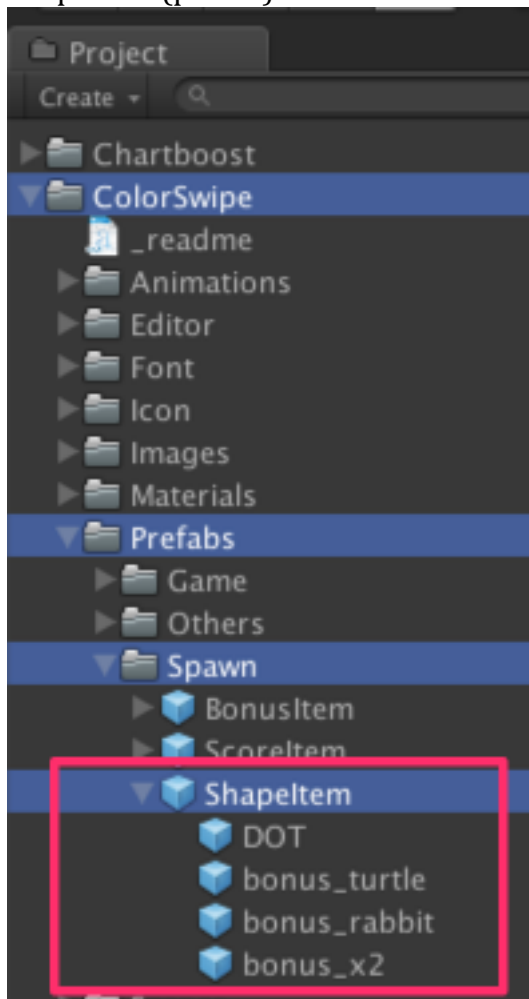 Project
Create
Chartboost
ColorSwipe
_readme
Animations
Editor
Font
Icon
Images
Materials
Prefabs
Game
Others
Spawn
BonusItem
ScoreItem
ShapeItem
DOT
bonus_turtle
bonus_rabbit
bonus_x2